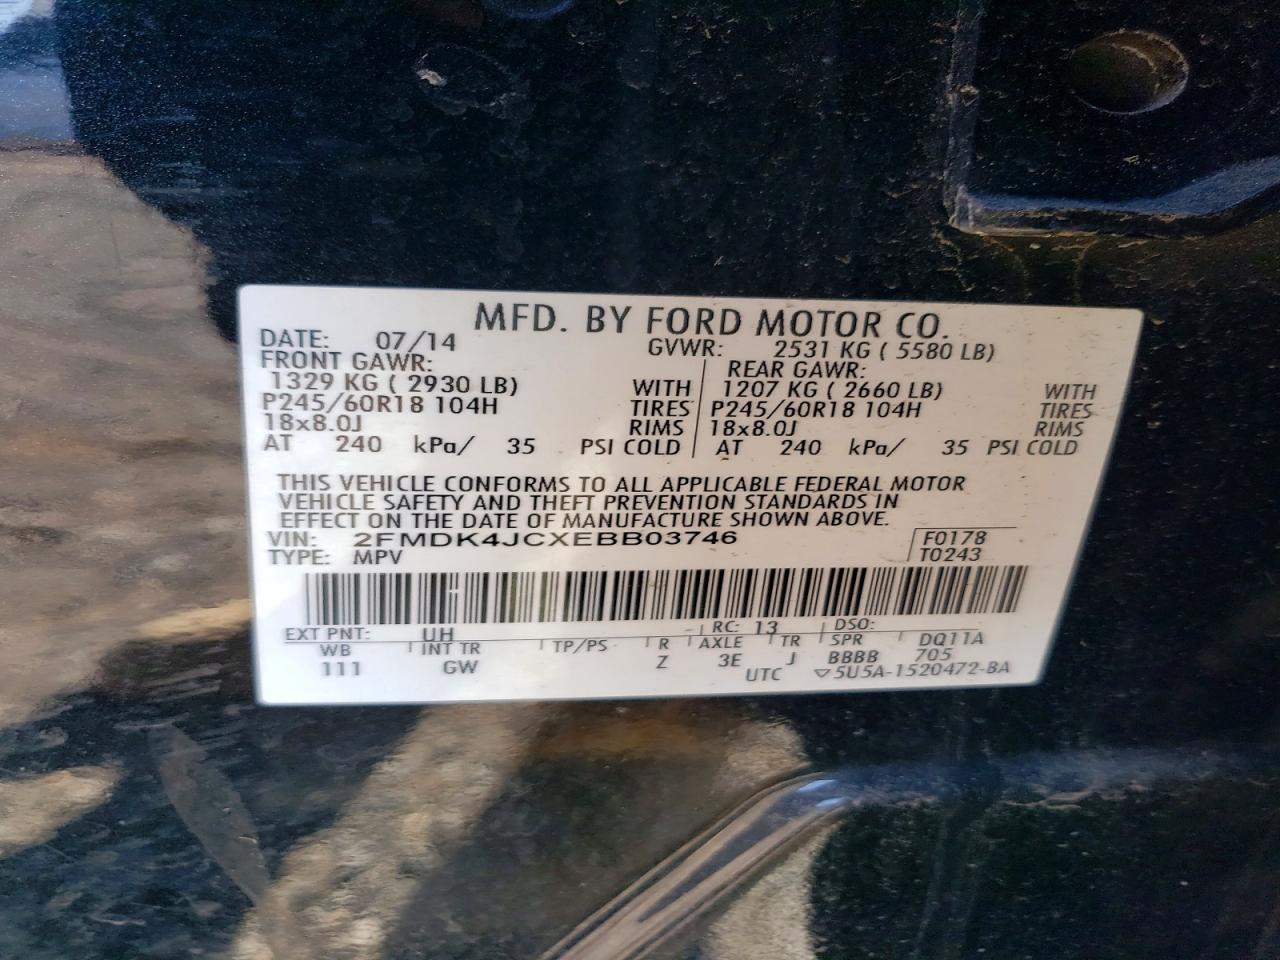 MFD. BY FORD MOTOR CO.
DATE: 07/14 GVWR: 2531 KG ( 5580 LB)
FRONT GAWR: REAR GAWR:
1329 KG ( 2930 LB) WITH 1207 KG ( 2660 LB) WITH
P245/60R18 104H TIRES P245/60R18 104H TIRES
18x8.0J RIMS 18x8.0J RIMS
AT 240 kPa/ 35 PSI COLD AT 240 kPa/ 35 PSI COLD
THIS VEHICLE CONFORMS TO ALL APPLICABLE FEDERAL MOTOR
VEHICLE SAFETY AND THEFT PREVENTION STANDARDS IN
EFFECT ON THE DATE OF MANUFACTURE SHOWN ABOVE.
VIN: 2FMDK4JCXEBB03746 F0178
TYPE: MPV T0243
EXT PNT: UH RC: 13 DSO:
WB INT TR TP/PS R AXLE TR SPR DQ11A
111 GW Z 3E J BBBB 705
UTC ▽5U5A-1520472-BA